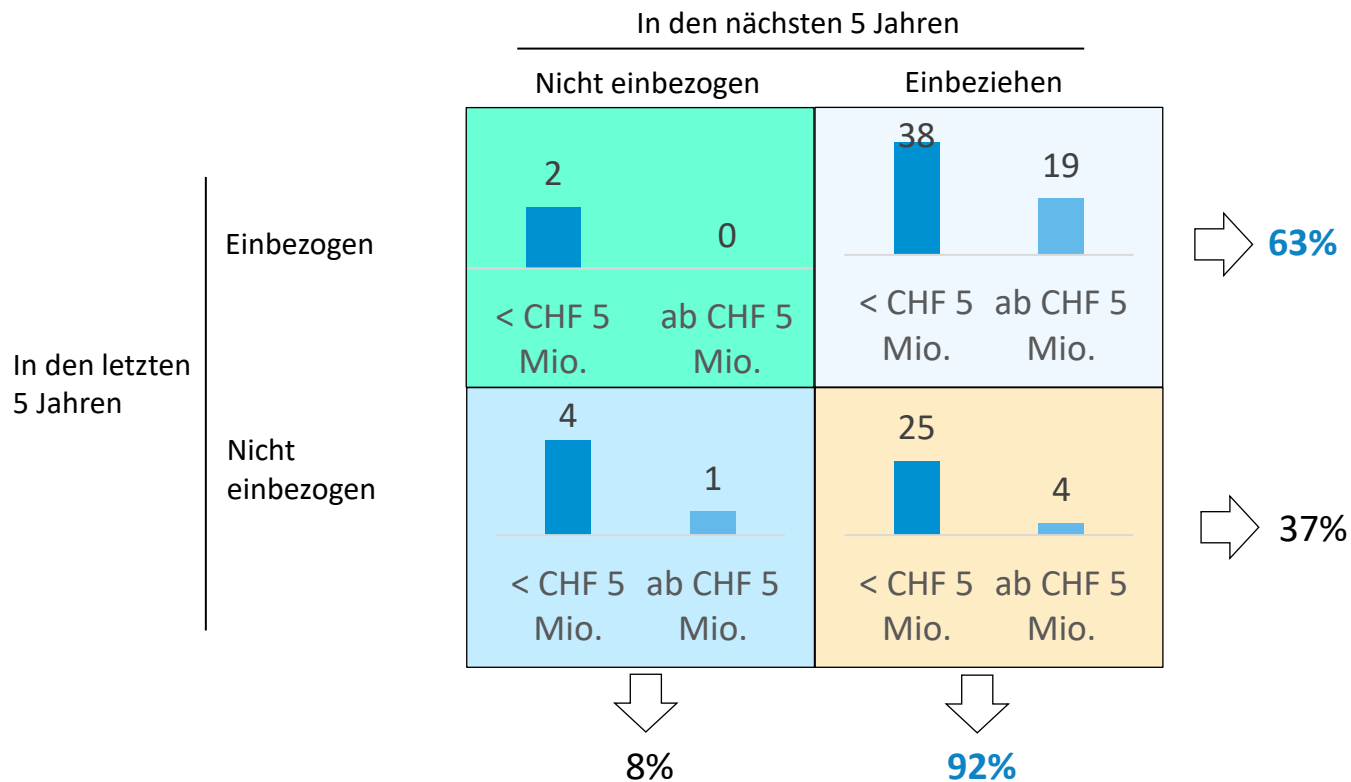 In den nächsten 5 Jahren
Nicht einbezogen
Einbeziehen
In den letzten
5 Jahren
Einbezogen
2
0
< CHF 5
Mio.
ab CHF 5
Mio.
38
19
< CHF 5
Mio.
ab CHF 5
Mio.
63%
Nicht
einbezogen
4
1
< CHF 5
Mio.
ab CHF 5
Mio.
25
4
< CHF 5
Mio.
ab CHF 5
Mio.
37%
8%
92%